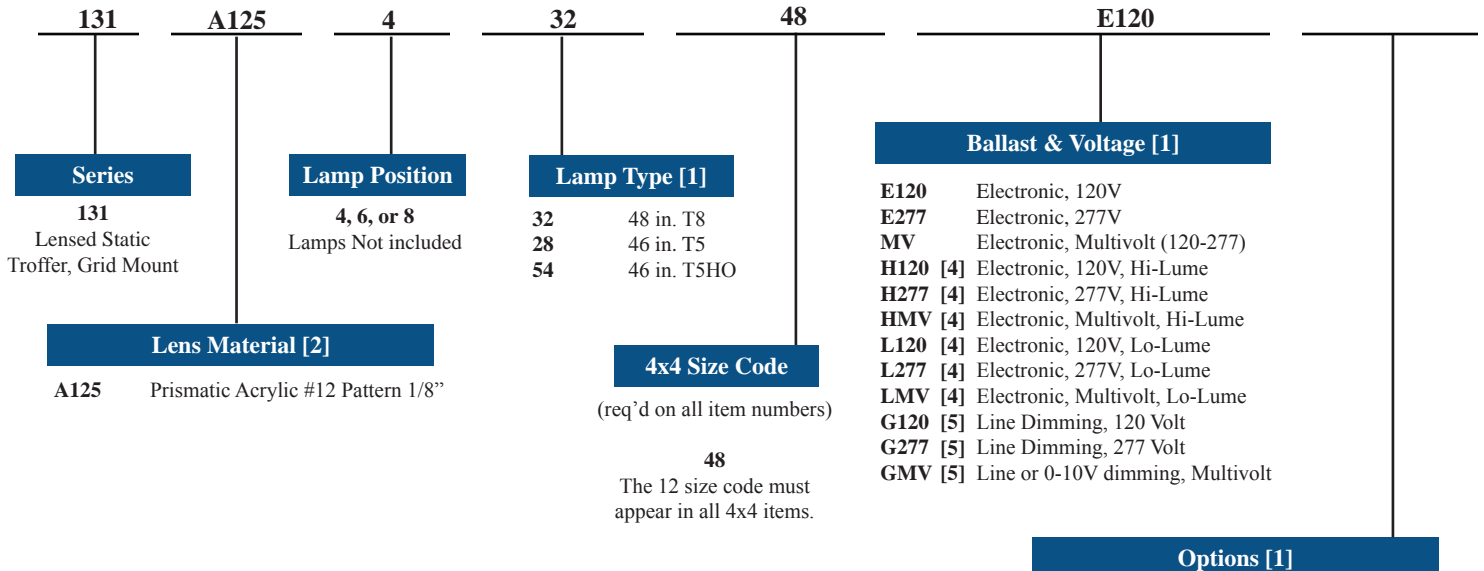 131 A125 4 32 48 E120
Series
131
Lensed Static
Troffer, Grid Mount
Lamp Position
4, 6, or 8
Lamps Not included
Lamp Type [1]
32 48 in. T8
28 46 in. T5
54 46 in. T5HO
Ballast & Voltage [1]
E120 Electronic, 120V
E277 Electronic, 277V
MV Electronic, Multivolt (120-277)
H120 [4] Electronic, 120V, Hi-Lume
H277 [4] Electronic, 277V, Hi-Lume
HMV [4] Electronic, Multivolt, Hi-Lume
L120 [4] Electronic, 120V, Lo-Lume
L277 [4] Electronic, 277V, Lo-Lume
LMV [4] Electronic, Multivolt, Lo-Lume
G120 [5] Line Dimming, 120 Volt
G277 [5] Line Dimming, 277 Volt
GMV [5] Line or 0-10V dimming, Multivolt
Lens Material [2]
A125 Prismatic Acrylic #12 Pattern 1/8”
4x4 Size Code
(req’d on all item numbers)
48
The 12 size code must
appear in all 4x4 items.
Options [1]